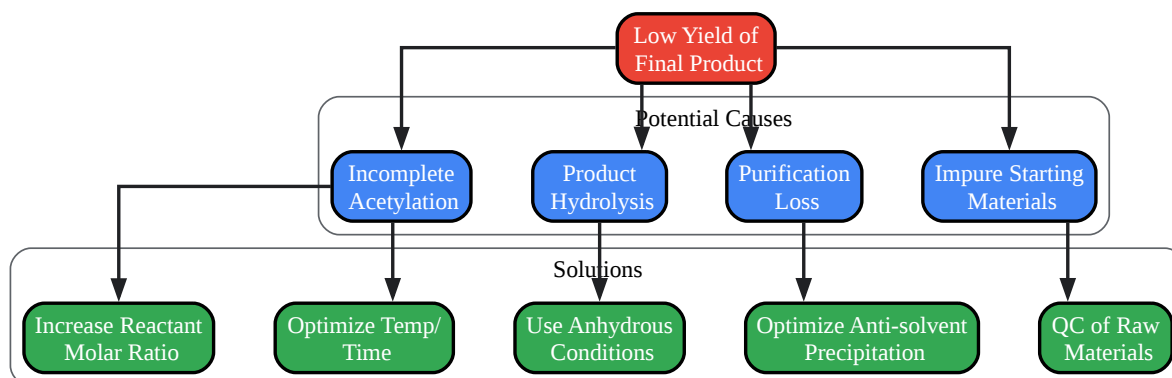 Low Yield of
Final Product
Potential Causes
Incomplete
Acetylation
Product
Hydrolysis
Purification
Loss
Impure Starting
Materials
Solutions
Increase Reactant
Molar Ratio
Optimize Temp/
Time
Use Anhydrous
Conditions
Optimize Anti-solvent
Precipitation
QC of Raw
Materials